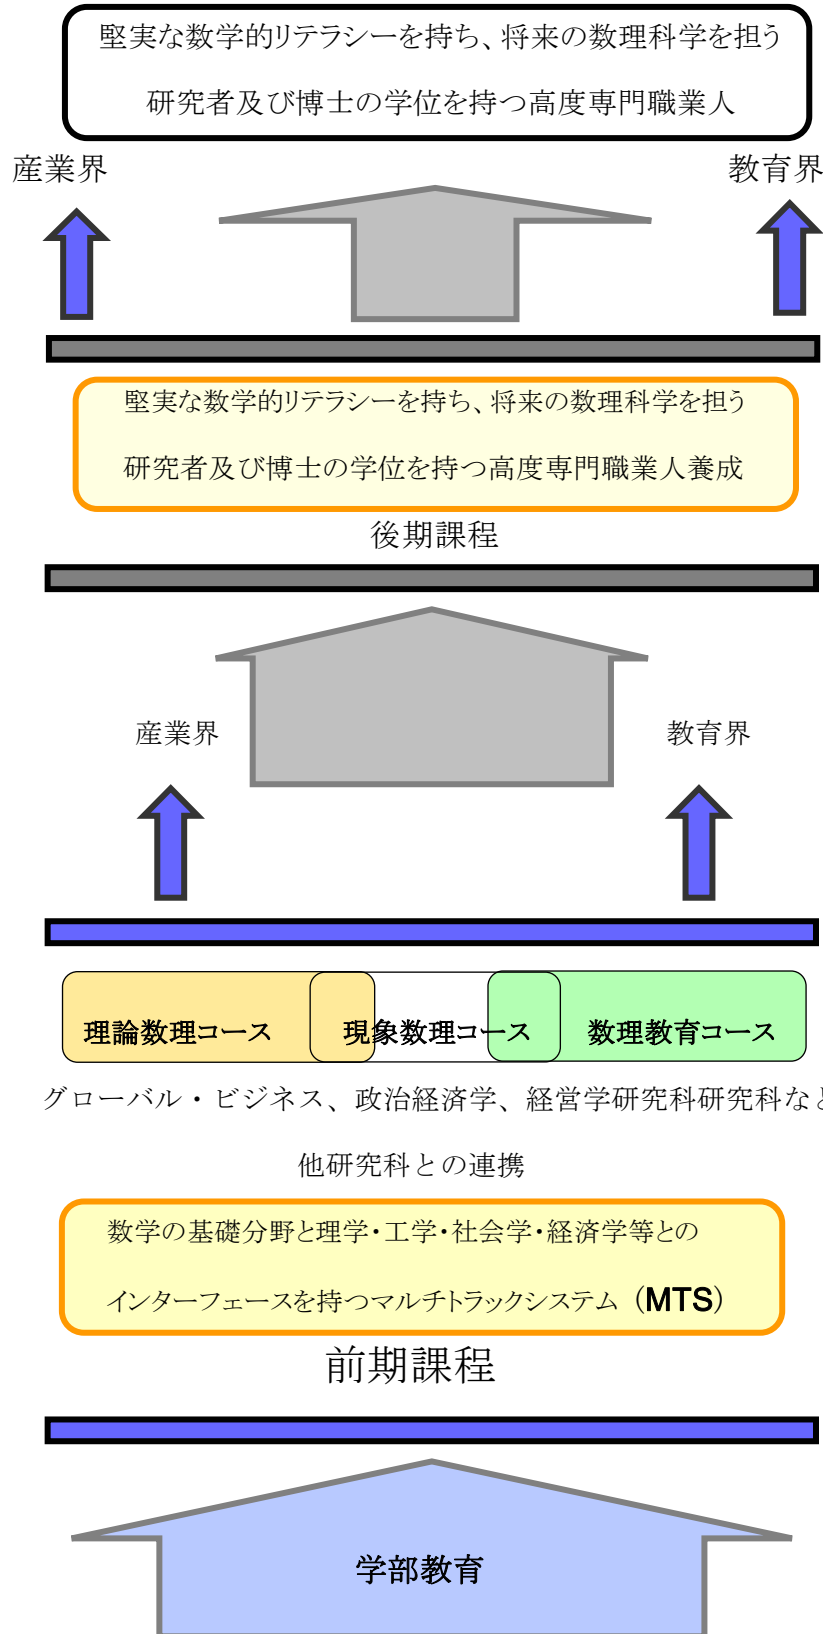 堅実な数学的リテラシーを持ち、将来の数理科学を担う
研究者及び博士の学位を持つ高度専門職業人
産業界
教育界
堅実な数学的リテラシーを持ち、将来の数理科学を担う
研究者及び博士の学位を持つ高度専門職業人養成
後期課程
産業界
教育界
理論数理コース
現象数理コース
数理教育コース
グローバル・ビジネス、政治経済学、経営学研究科研究科など
他研究科との連携
数学の基礎分野と理学・工学・社会学・経済学等との
インターフェースを持つマルチトラックシステム（MTS）
前期課程
学部教育